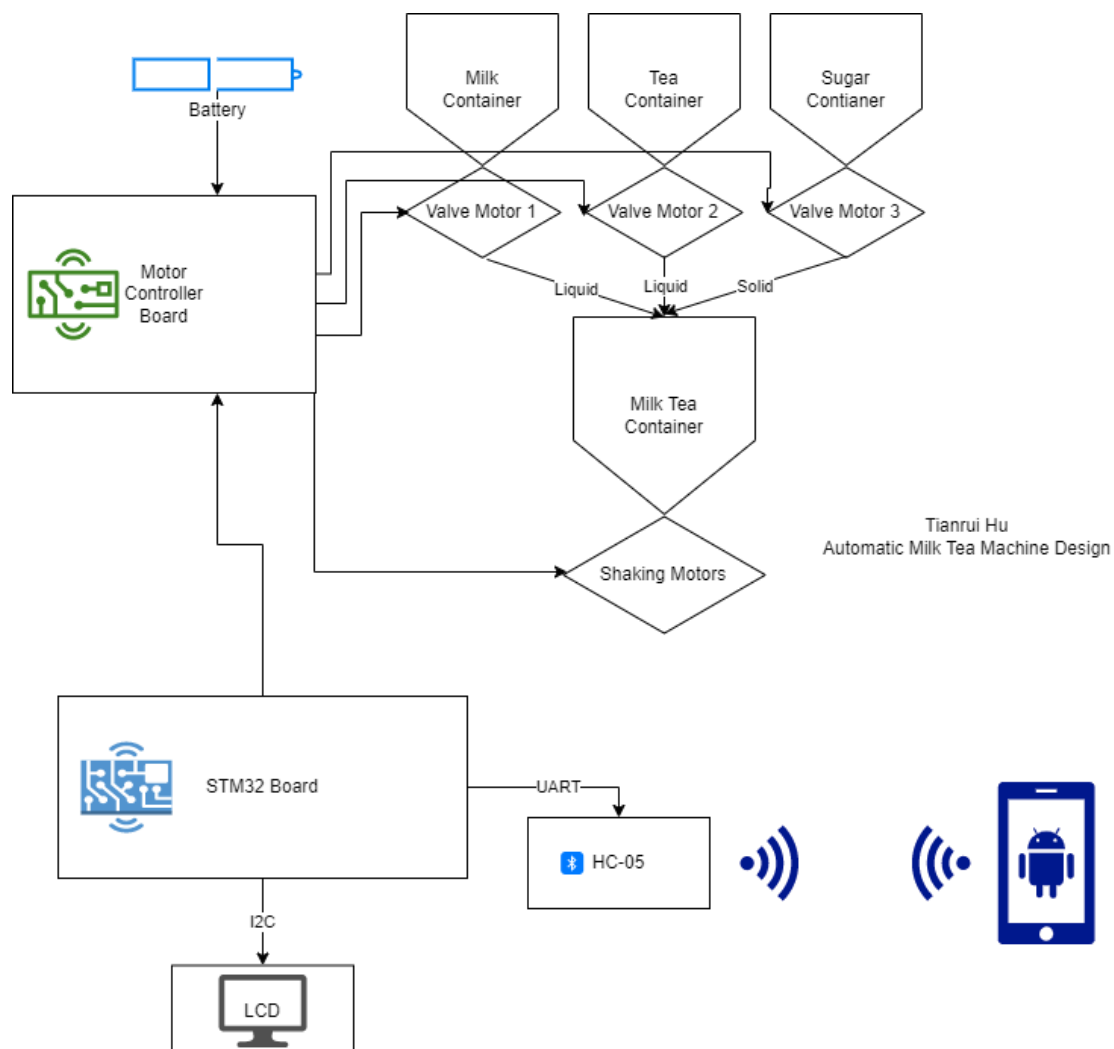 Milk
Container
Tea
Container
Sugar
Contianer
Battery
Valve Motor 1
Valve Motor 2
Valve Motor 3
Motor
Controller
Board
Liquid
Liquid
Solid
Milk Tea
Container
Tianrui Hu
Automatic Milk Tea Machine Design
Shaking Motors
STM32 Board
UART
HC-05
I2C
LCD